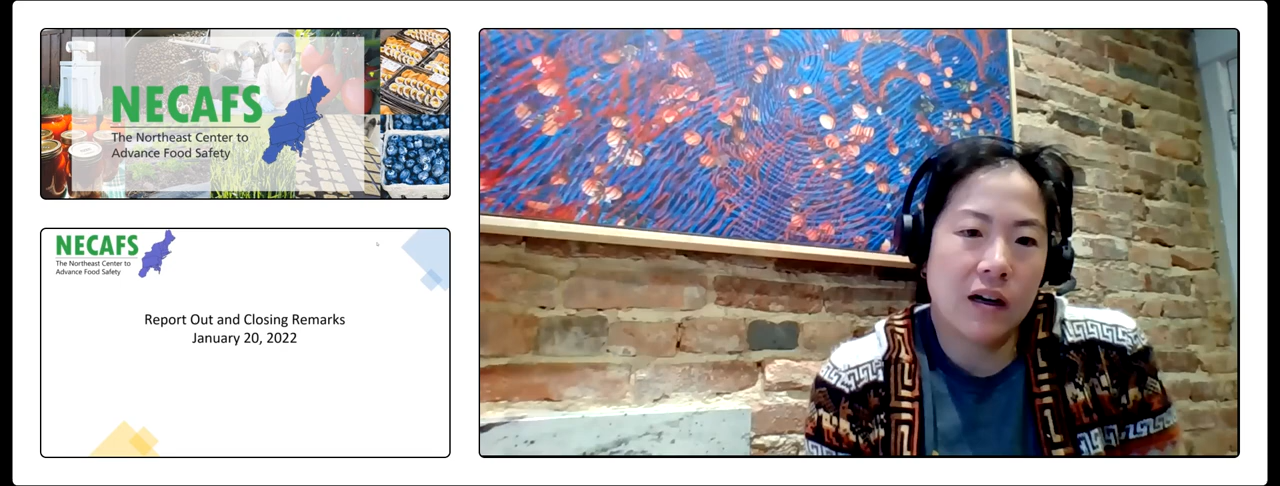 NECAFS
The Northeast Center to
Advance Food Safety
NECAFS
The Northeast Center to
Advance Food Safety
Report Out and Closing Remarks
January 20, 2022